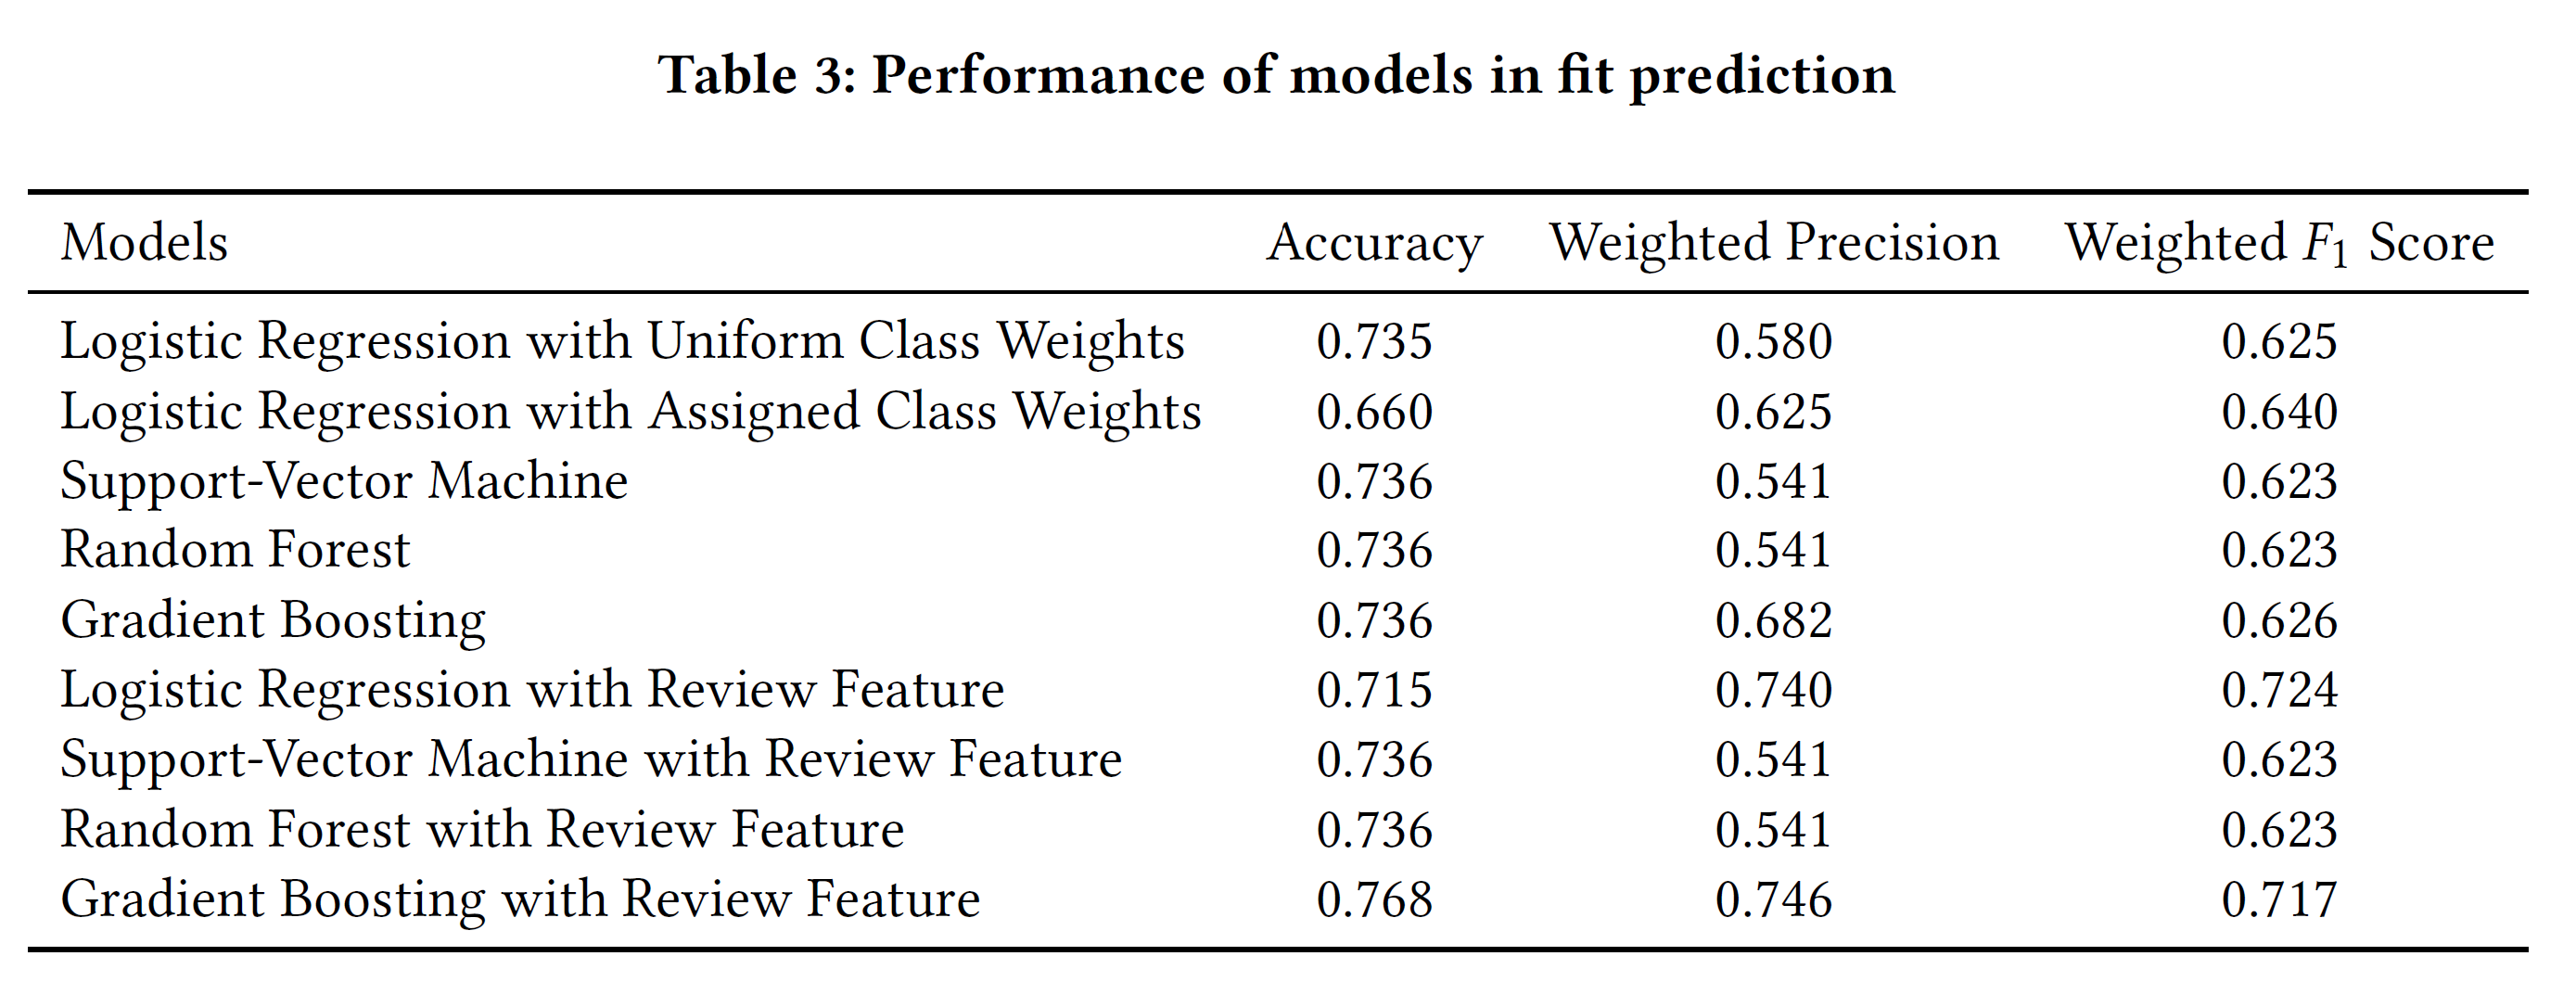 Table 3: Performance of models in fit prediction
Models Accuracy Weighted Precision Weighted F₁ Score
Logistic Regression with Uniform Class Weights 0.735 0.580 0.625
Logistic Regression with Assigned Class Weights 0.660 0.625 0.640
Support-Vector Machine 0.736 0.541 0.623
Random Forest 0.736 0.541 0.623
Gradient Boosting 0.736 0.682 0.626
Logistic Regression with Review Feature 0.715 0.740 0.724
Support-Vector Machine with Review Feature 0.736 0.541 0.623
Random Forest with Review Feature 0.736 0.541 0.623
Gradient Boosting with Review Feature 0.768 0.746 0.717